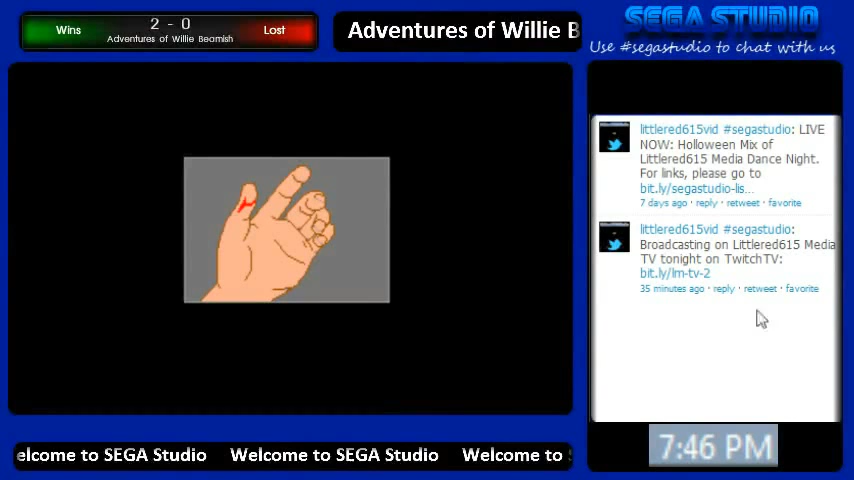 Wins
2 - 0
Lost
Adventures of Willie Beamish
Adventures of Willie B
SEGA STUDIO
Use #segastudio to chat with us
littlered615vid #segastudio: LIVE
NOW: Holloween Mix of
Littlered615 Media Dance Night.
For links, please go to
bit.ly/segastudio-lis...
7 days ago · reply · retweet · favorite
littlered615vid #segastudio:
Broadcasting on Littlered615 Media
TV tonight on TwitchTV:
bit.ly/lm-tv-2
35 minutes ago · reply · retweet · favorite
7:46 PM
elcome to SEGA Studio Welcome to SEGA Studio Welcome to